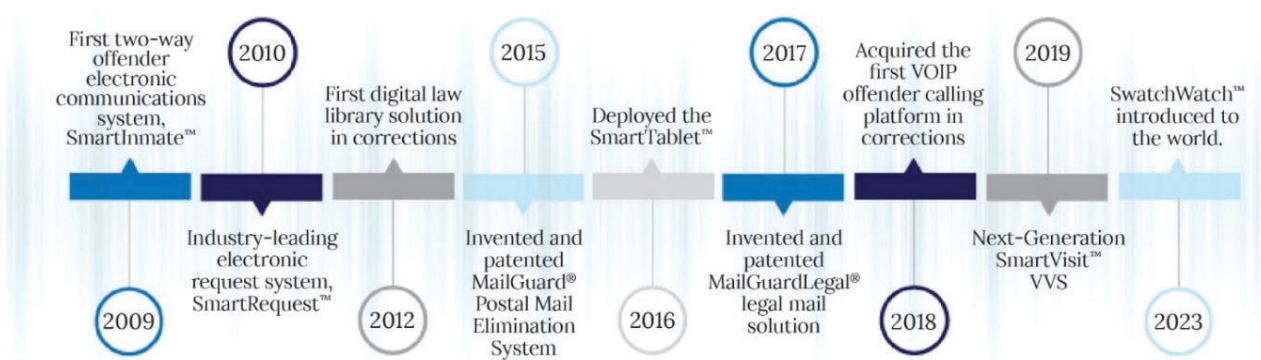 First two-way
offender
electronic
communications
system,
SmartInmate™
2009
2010
Industry-leading
electronic
request system,
SmartRequest™
First digital law
library solution
in corrections
2012
2015
Invented and
patented
MailGuard®
Postal Mail
Elimination
System
Deployed the
SmartTablet™
2016
2017
Invented and
patented
MailGuardLegal®
legal mail
solution
Acquired the
first VOIP
offender calling
platform in
corrections
2018
2019
Next-Generation
SmartVisit™
VVS
SwatchWatch™
introduced to
the world.
2023